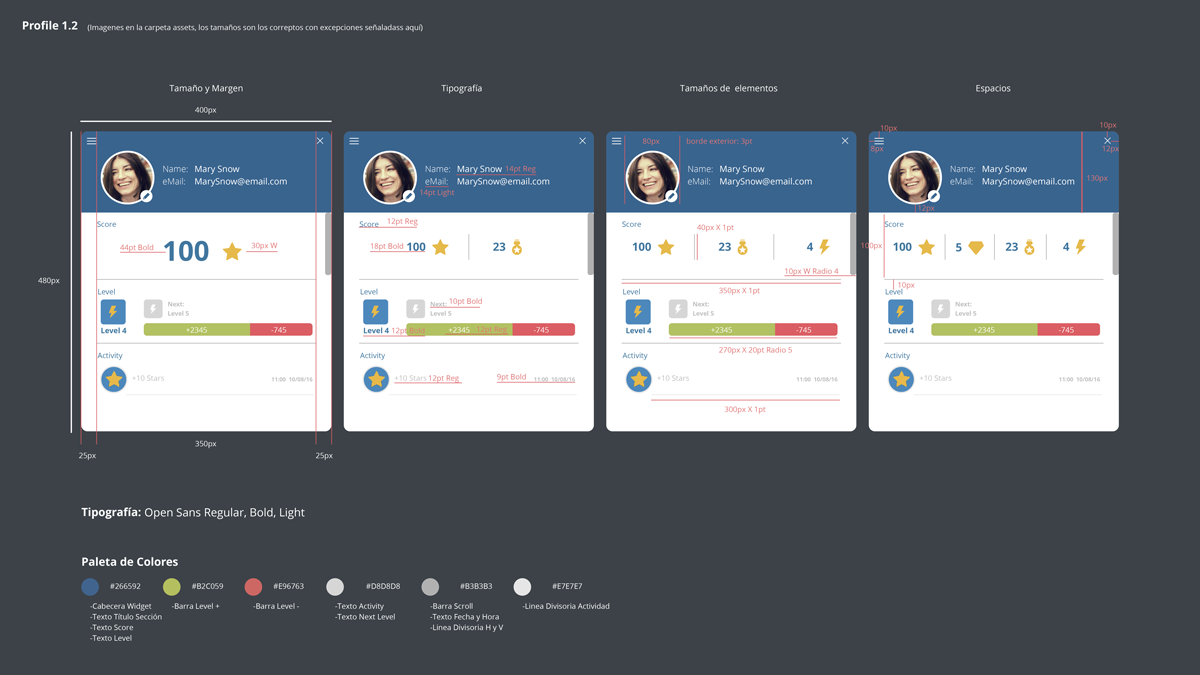 Profile 1.2 (Imagenes en la carpeta assets, los tamaños son los correptos con excepciones señaladass aquí)
Tamaño y Margen
400px
480px
Name: Mary Snow
eMail: MarySnow@email.com
Score
44pt Bold 100 30px W
Level
Level 4
Next:
Level 5
+2345 -745
Activity
+10 Stars 11:00 10/08/16
350px
25px 25px
Tipografía
Name: Mary Snow 14pt Reg
eMail: MarySnow@email.com
14pt Light
Score 12pt Reg
18pt Bold 100 23
Level
Level 4 12pt Bold
Next: 10pt Bold
Level 5
+2345 12pt Reg -745
Activity
+10 Stars 12pt Reg 9pt Bold 11:00 10/08/16
Tamaños de elementos
80px borde exterior: 3pt
Name: Mary Snow
eMail: MarySnow@email.com
Score 40px X 1pt
100 23 4
10px W Radio 4
350px X 1pt
Level
Level 4
Next:
Level 5
+2345 -745
270px X 20pt Radio 5
Activity
+10 Stars 11:00 10/08/16
300px X 1pt
Espacios
10px 10px
8px 12px
Name: Mary Snow
eMail: MarySnow@email.com
130px
12px
Score
100px 100 5 23 4
10px
Level
Level 4
Next:
Level 5
+2345 -745
Activity
+10 Stars 11:00 10/08/16
Tipografía: Open Sans Regular, Bold, Light
Paleta de Colores
#266592 #B2C059 #E96763 #D8D8D8 #B3B3B3 #E7E7E7
-Cabecera Widget
-Texto Título Sección
-Texto Score
-Texto Level
-Barra Level +
-Barra Level -
-Texto Activity
-Texto Next Level
-Barra Scroll
-Texto Fecha y Hora
-Linea Divisoria H y V
-Linea Divisoria Actividad